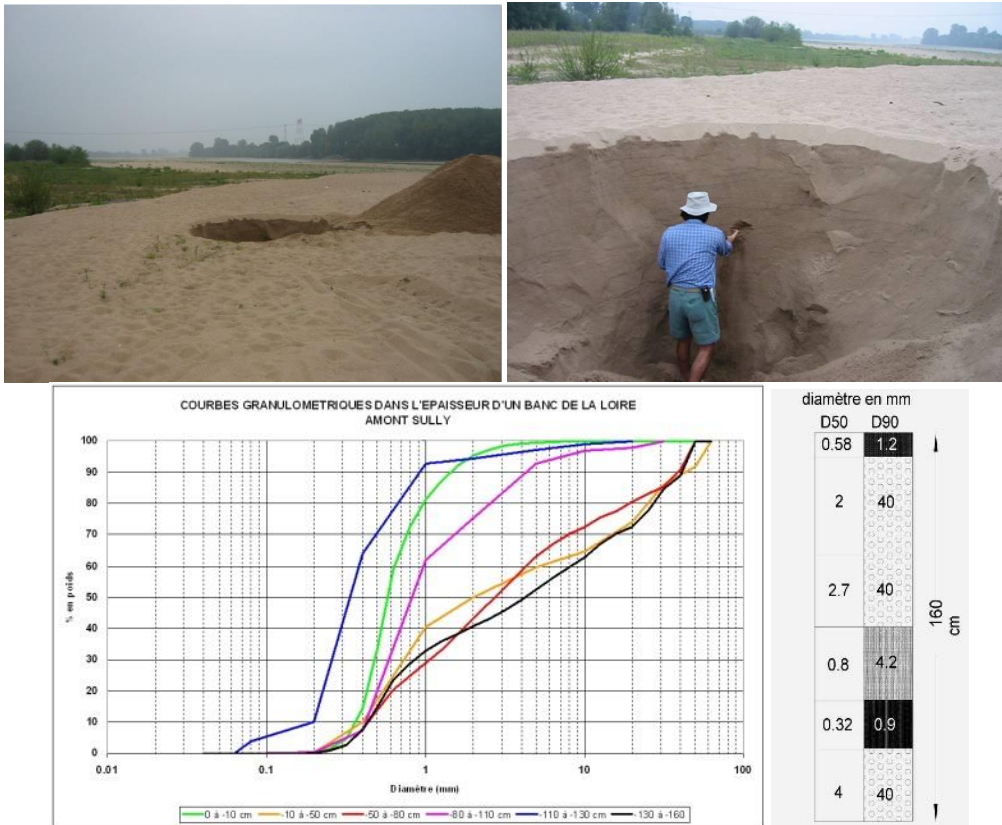 COURBES GRANULOMETRIQUES DANS L'EPAISSEUR D'UN BANC DE LA LOIRE
AMONT SULLY
% en poids
100
90
80
70
60
50
40
30
20
10
0
0.01 0.1 1 10 100
Diamètre (mm)
0 à -10 cm -10 à -50 cm -50 à -80 cm -80 à -110 cm -110 à -130 cm -130 à -160
diamètre en mm
D50 D90
0.58 1.2
2 40
2.7 40
0.8 4.2
0.32 0.9
4 40
160
cm